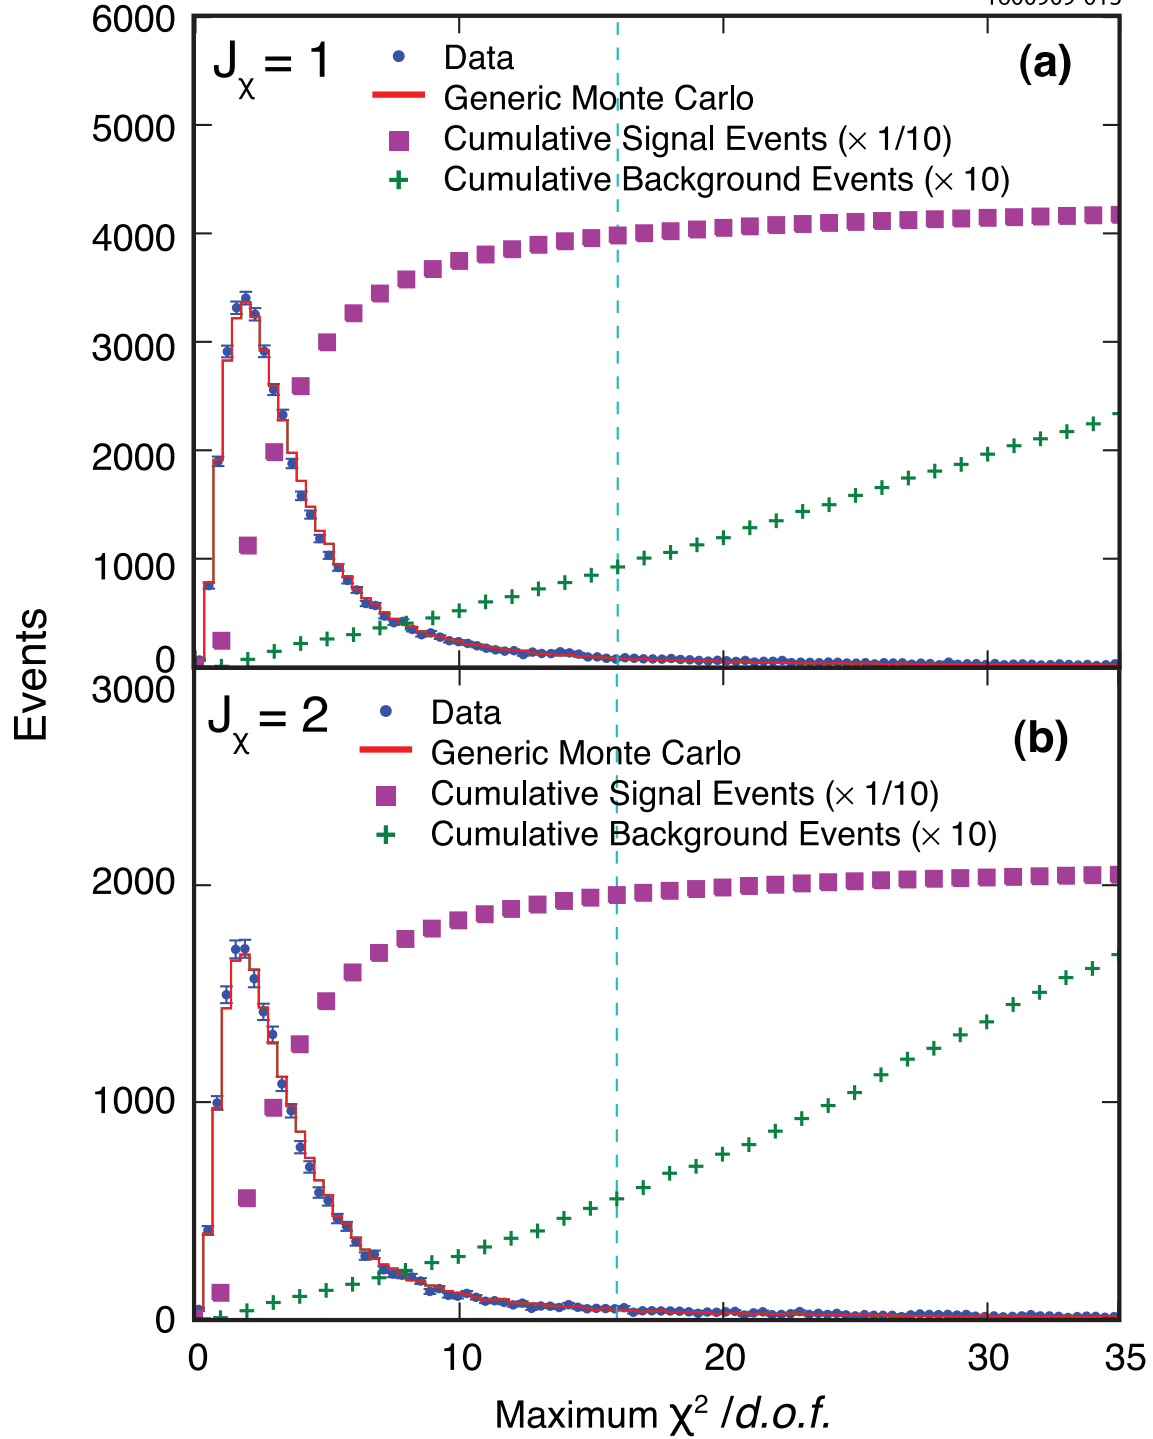 6000
J_χ = 1
(a)
Data
Generic Monte Carlo
Cumulative Signal Events (× 1/10)
Cumulative Background Events (× 10)
5000
4000
3000
2000
1000
0
Events
3000
J_χ = 2
(b)
Data
Generic Monte Carlo
Cumulative Signal Events (× 1/10)
Cumulative Background Events (× 10)
2000
1000
0
0 10 20 30 35
Maximum χ² /d.o.f.